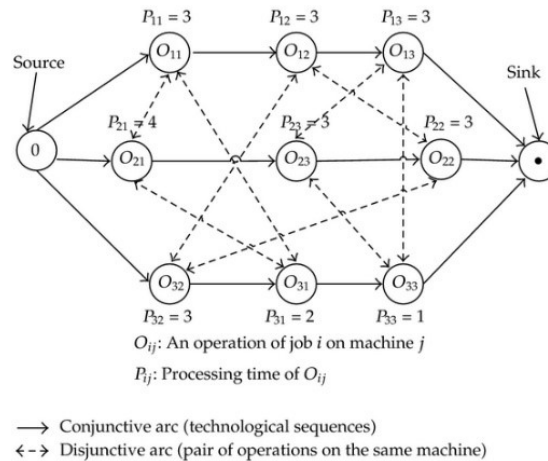 P11 = 3 P12 = 3 P13 = 3
Source O11 O12 O13 Sink
P21 = 4 P23 = 3 P22 = 3
0 O21 O23 O22
O32 O31 O33
P32 = 3 P31 = 2 P33 = 1
Oij: An operation of job i on machine j
Pij: Processing time of Oij
Conjunctive arc (technological sequences)
Disjunctive arc (pair of operations on the same machine)